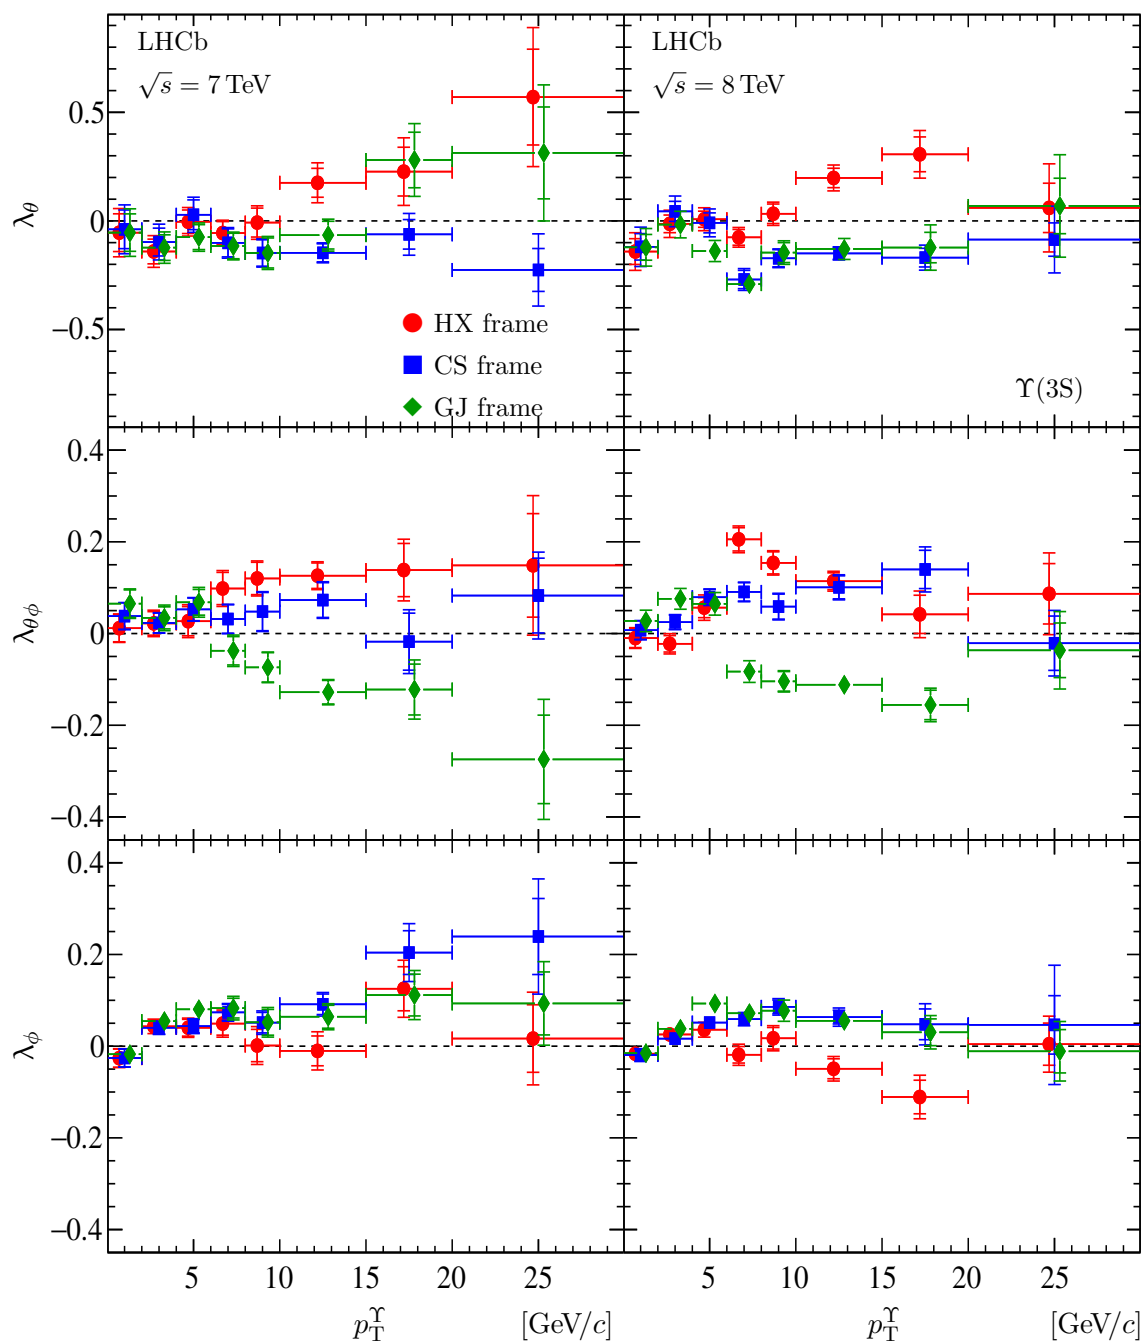 LHCb
√s = 7 TeV
LHCb
√s = 8 TeV
λθ
0.5
0
−0.5
HX frame
CS frame
GJ frame
Υ(3S)
λθϕ
0.4
0.2
0
−0.2
−0.4
λϕ
0.4
0.2
0
−0.2
−0.4
5 10 15 20 25
5 10 15 20 25
pTΥ [GeV/c]
pTΥ [GeV/c]